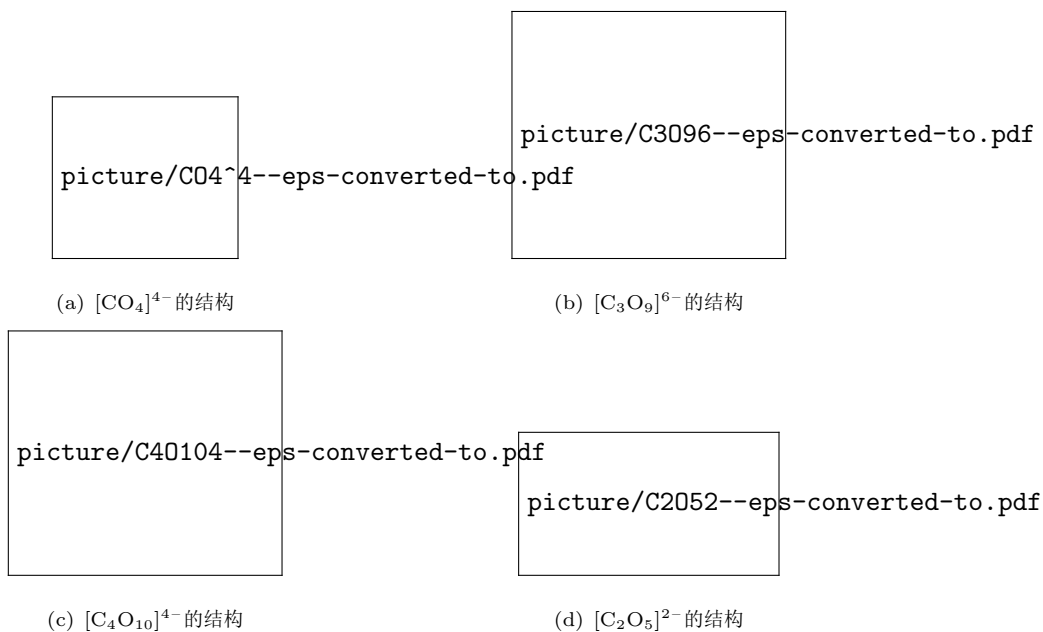 picture/C3O96--eps-converted-to.pdf
picture/CO4^4--eps-converted-to.pdf
(a) [CO₄]⁴⁻的结构
(b) [C₃O₉]⁶⁻的结构
picture/C4O104--eps-converted-to.pdf
picture/C2O52--eps-converted-to.pdf
(c) [C₄O₁₀]⁴⁻的结构
(d) [C₂O₅]²⁻的结构